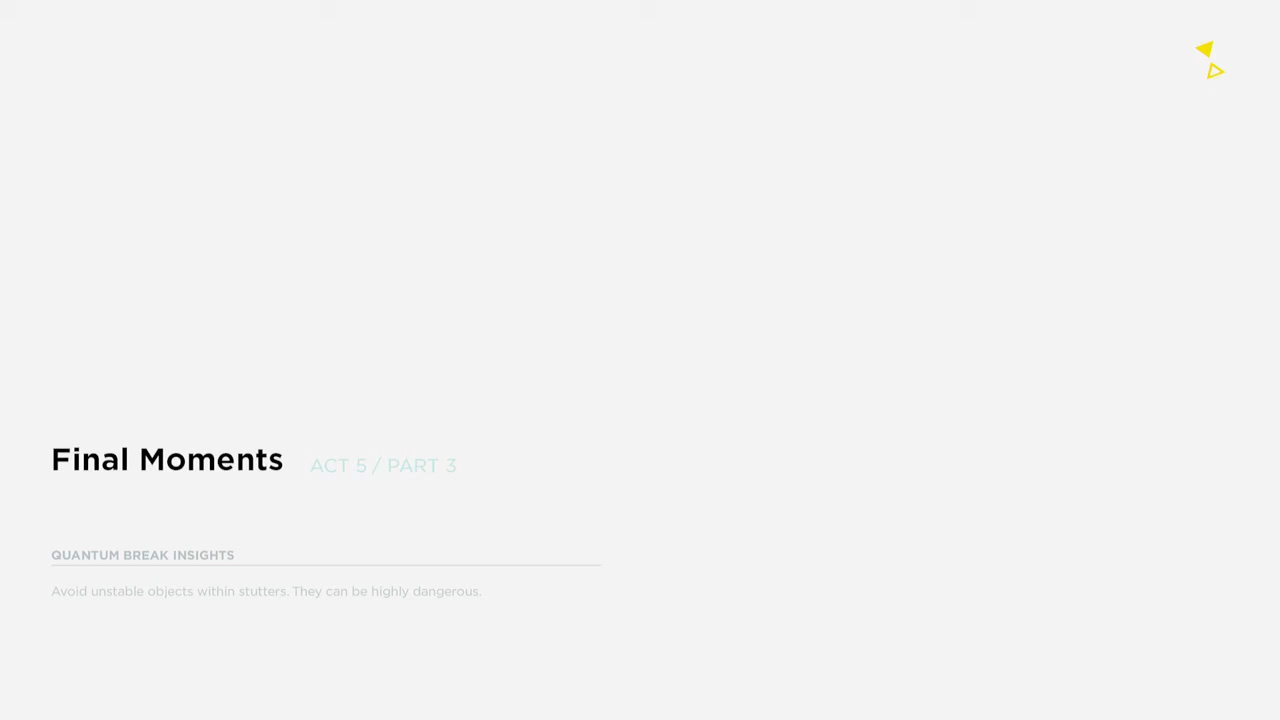 Final Moments ACT 5 / PART 3
QUANTUM BREAK INSIGHTS
Avoid unstable objects within stutters. They can be highly dangerous.